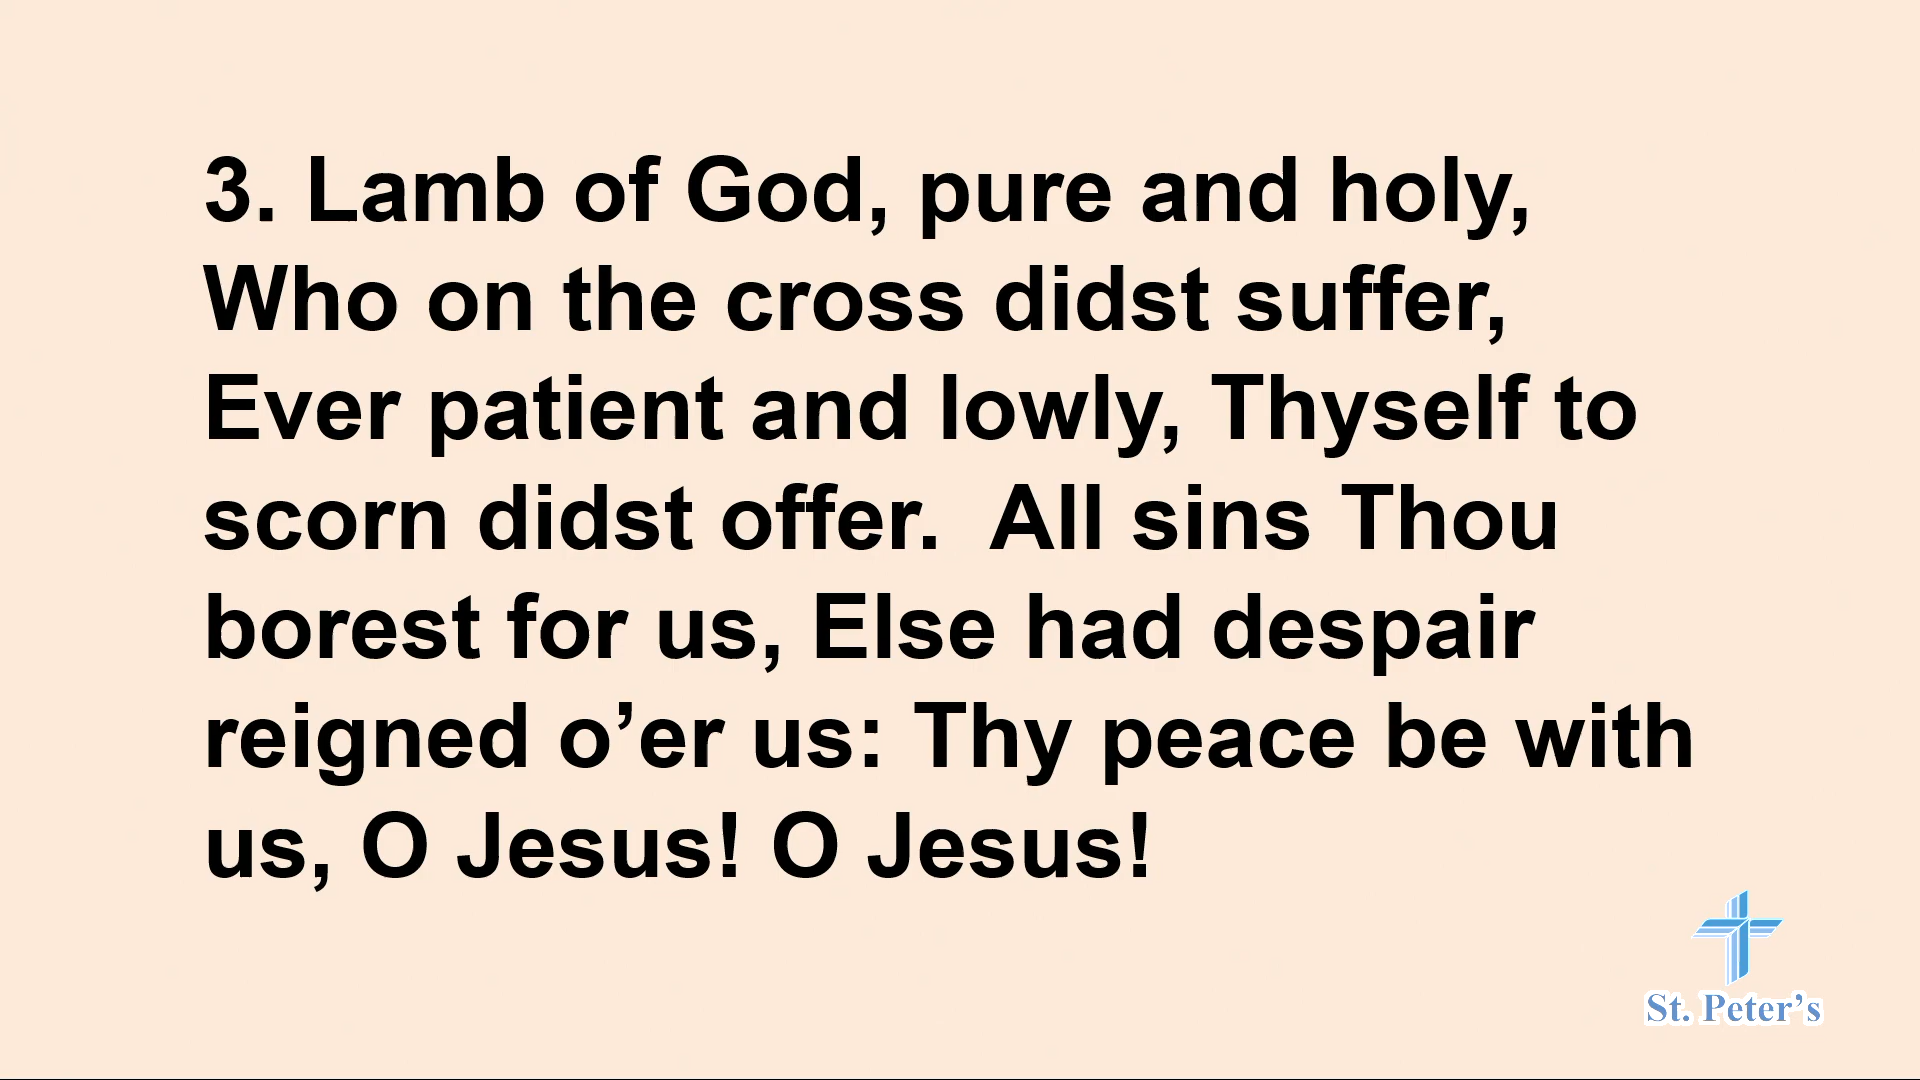 3. Lamb of God, pure and holy,
Who on the cross didst suffer,
Ever patient and lowly, Thyself to
scorn didst offer.  All sins Thou
borest for us, Else had despair
reigned o’er us: Thy peace be with
us, O Jesus! O Jesus!
St. Peter’s